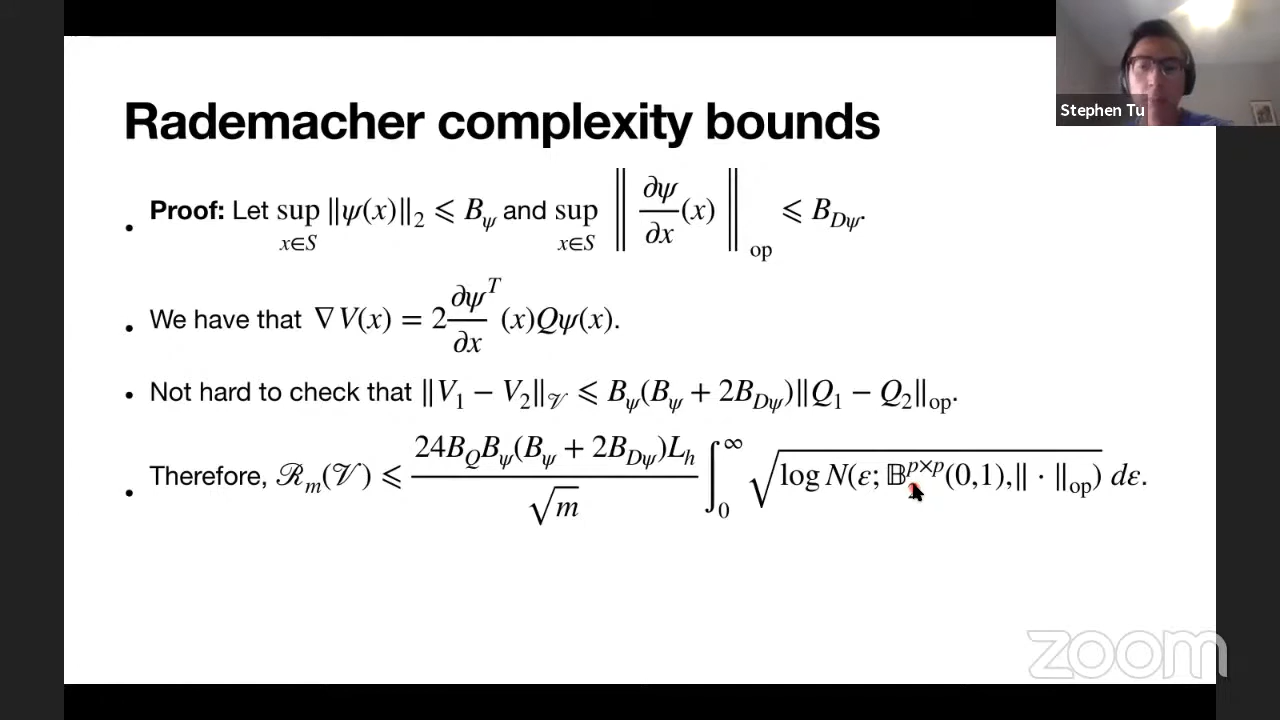 Rademacher complexity bounds
Stephen Tu
• Proof: Let sup_{x∈S} ‖ψ(x)‖₂ ⩽ B_ψ and sup_{x∈S} ‖ ∂ψ/∂x (x) ‖_op ⩽ B_{Dψ}.
• We have that ∇V(x) = 2 ∂ψ/∂x^T (x)Qψ(x).
• Not hard to check that ‖V₁ − V₂‖_𝒱 ⩽ B_ψ(B_ψ + 2B_{Dψ})‖Q₁ − Q₂‖_op.
• Therefore, ℛ_m(𝒱) ⩽ 24B_Q B_ψ(B_ψ + 2B_{Dψ})L_h / √m ∫₀^∞ √(log N(ε; 𝔹^{p×p}(0,1), ‖ · ‖_op)) dε.
zoom